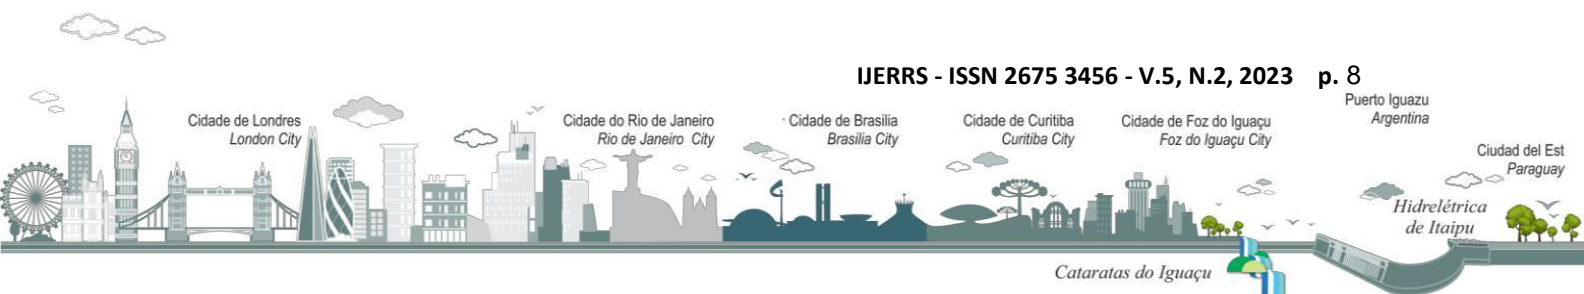 IJERRS - ISSN 2675 3456 - V.5, N.2, 2023 p. 8
Cidade de Londres
London City
Cidade do Rio de Janeiro
Rio de Janeiro City
Cidade de Brasilia
Brasilia City
Cidade de Curitiba
Curitiba City
Cidade de Foz do Iguaçu
Foz do Iguaçu City
Puerto Iguazu
Argentina
Ciudad del Est
Paraguay
Hidrelétrica
de Itaipu
Cataratas do Iguaçu